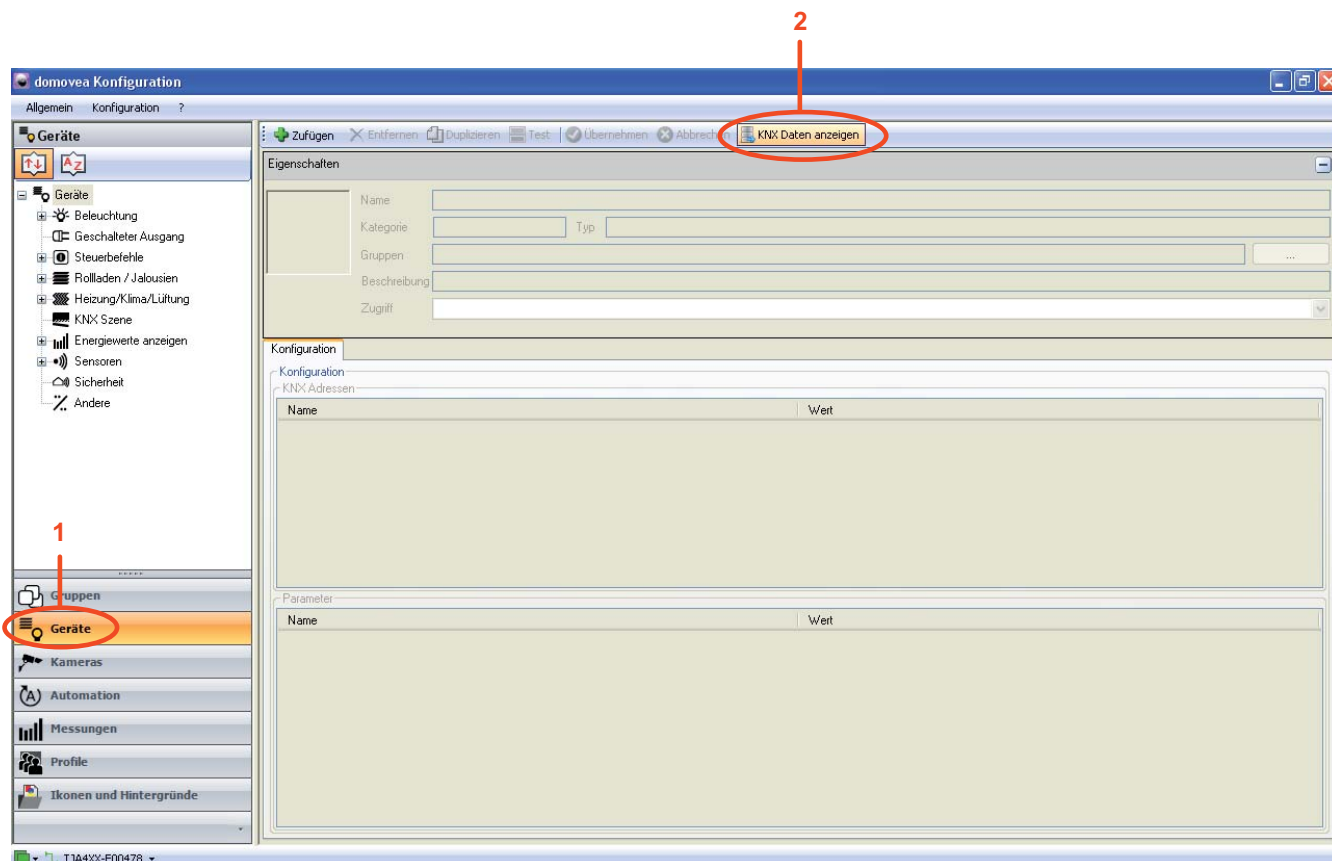 2
domovea Konfiguration
Allgemein Konfiguration ?
Geräte
Zufügen Entfernen Duplizieren Test Übernehmen Abbrechen KNX Daten anzeigen
Eigenschaften
Name
Kategorie Typ
Gruppen ...
Beschreibung
Zugriff
Geräte
Beleuchtung
Geschalteter Ausgang
Steuerbefehle
Rollladen / Jalousien
Heizung/Klima/Lüftung
KNX Szene
Energiewerte anzeigen
Sensoren
Sicherheit
Andere
Konfiguration
Konfiguration
KNX Adressen
Name Wert
1
Gruppen
Geräte
Kameras
Automation
Messungen
Profile
Ikonen und Hintergründe
Parameter
Name Wert
TJA4XX-E00478